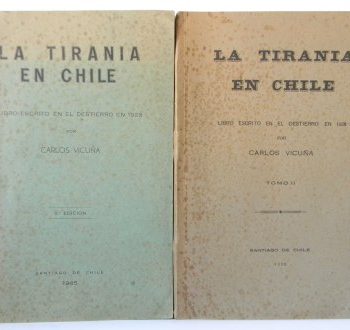 LA TIRANIA
EN CHILE
LIBRO ESCRITO EN EL DESTIERRO EN 1928
POR
CARLOS VICUÑA
2ª EDICION
SANTIAGO DE CHILE
1985
LA TIRANIA
EN CHILE
LIBRO ESCRITO EN EL DESTIERRO EN 1928
POR
CARLOS VICUÑA
TOMO II
SANTIAGO DE CHILE